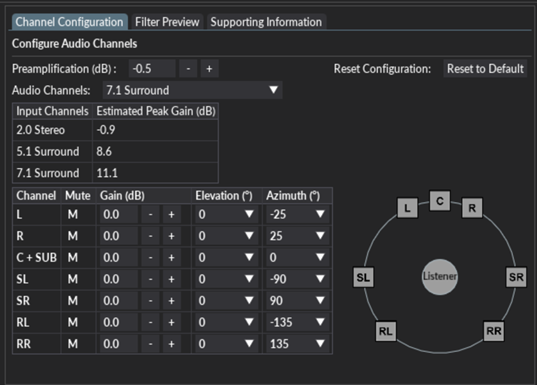 Channel Configuration Filter Preview Supporting Information
Configure Audio Channels
Preamplification (dB) : -0.5 - + Reset Configuration: Reset to Default
Audio Channels: 7.1 Surround ▼
Input Channels Estimated Peak Gain (dB)
2.0 Stereo -0.9
5.1 Surround 8.6
7.1 Surround 11.1
Channel Mute Gain (dB) Elevation (°) Azimuth (°)
L M 0.0 - + 0 ▼ -25 ▼
R M 0.0 - + 0 ▼ 25 ▼
C + SUB M 0.0 - + 0 ▼ 0 ▼
SL M 0.0 - + 0 ▼ -90 ▼
SR M 0.0 - + 0 ▼ 90 ▼
RL M 0.0 - + 0 ▼ -135 ▼
RR M 0.0 - + 0 ▼ 135 ▼
L C R
SL Listener SR
RL RR